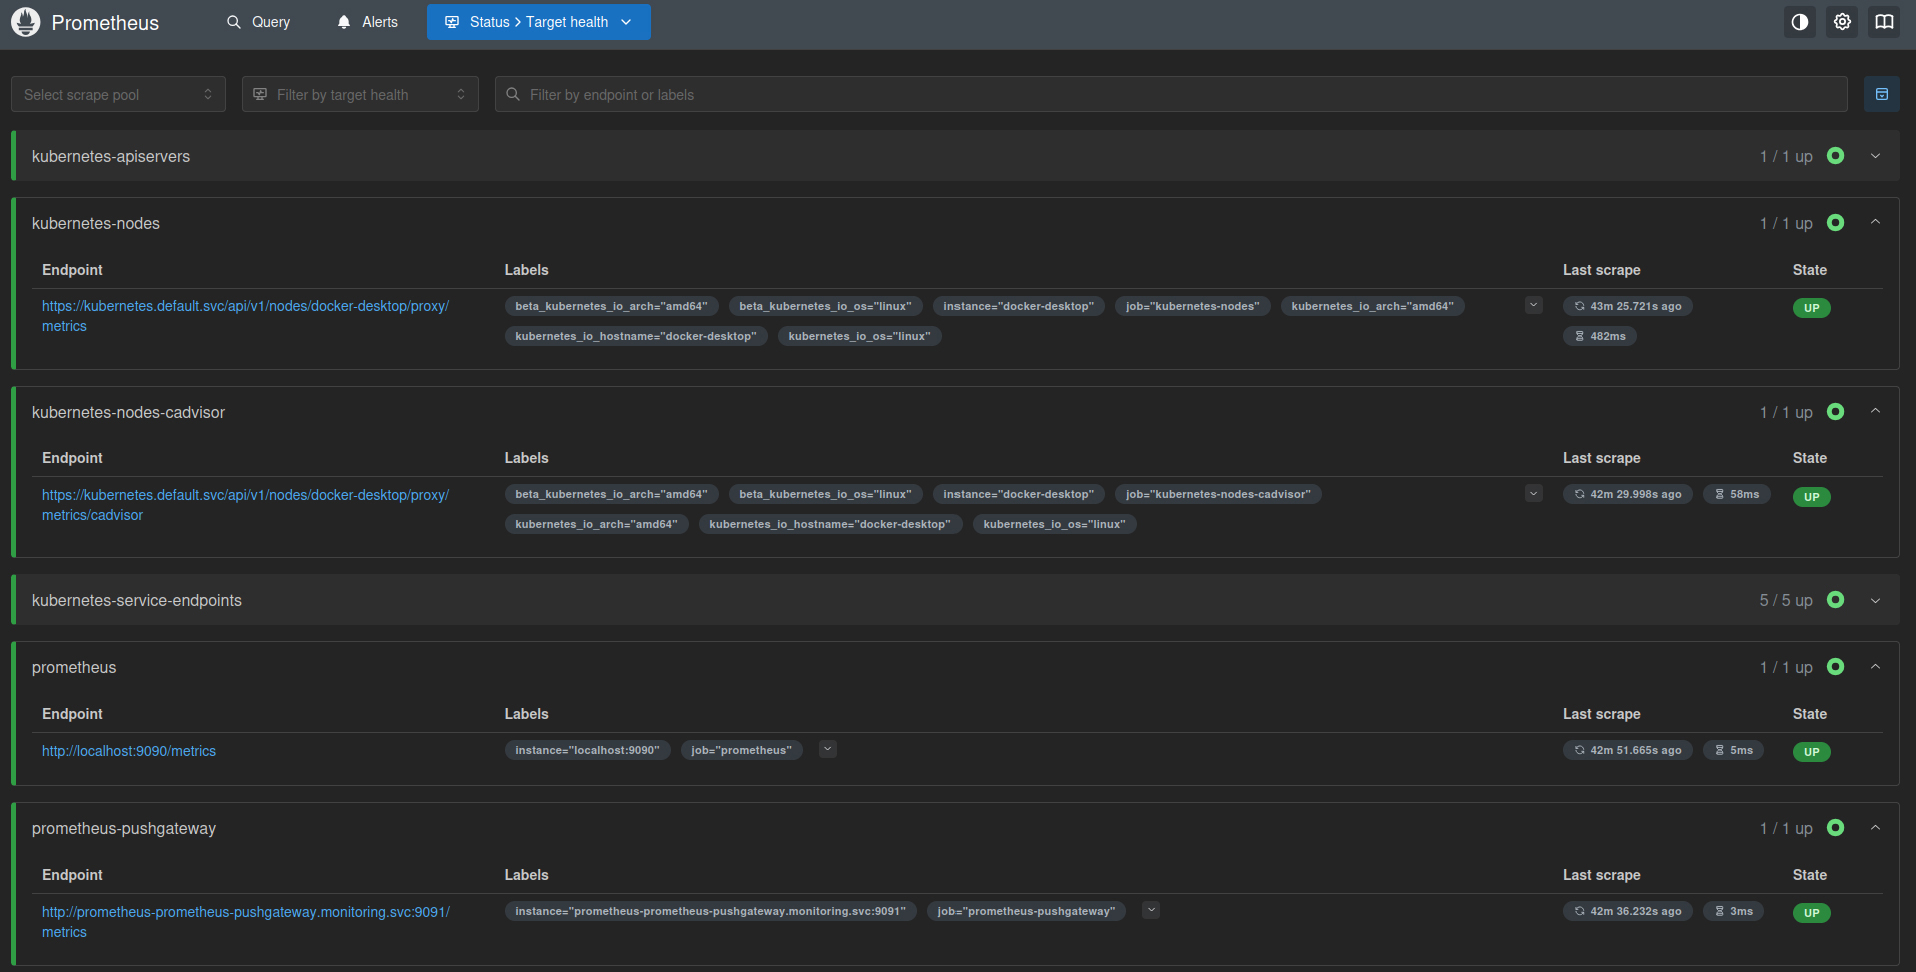 Prometheus Query Alerts Status > Target health
Select scrape pool Filter by target health Filter by endpoint or labels
kubernetes-apiservers 1 / 1 up
kubernetes-nodes 1 / 1 up
Endpoint Labels Last scrape State
https://kubernetes.default.svc/api/v1/nodes/docker-desktop/proxy/ beta_kubernetes_io_arch="amd64" beta_kubernetes_io_os="linux" instance="docker-desktop" job="kubernetes-nodes" kubernetes_io_arch="amd64" 43m 25.721s ago UP
metrics kubernetes_io_hostname="docker-desktop" kubernetes_io_os="linux" 482ms
kubernetes-nodes-cadvisor 1 / 1 up
Endpoint Labels Last scrape State
https://kubernetes.default.svc/api/v1/nodes/docker-desktop/proxy/ beta_kubernetes_io_arch="amd64" beta_kubernetes_io_os="linux" instance="docker-desktop" job="kubernetes-nodes-cadvisor" 42m 29.998s ago 58ms UP
metrics/cadvisor kubernetes_io_arch="amd64" kubernetes_io_hostname="docker-desktop" kubernetes_io_os="linux"
kubernetes-service-endpoints 5 / 5 up
prometheus 1 / 1 up
Endpoint Labels Last scrape State
http://localhost:9090/metrics instance="localhost:9090" job="prometheus" 42m 51.665s ago 5ms UP
prometheus-pushgateway 1 / 1 up
Endpoint Labels Last scrape State
http://prometheus-prometheus-pushgateway.monitoring.svc:9091/ instance="prometheus-prometheus-pushgateway.monitoring.svc:9091" job="prometheus-pushgateway" 42m 36.232s ago 3ms UP
metrics